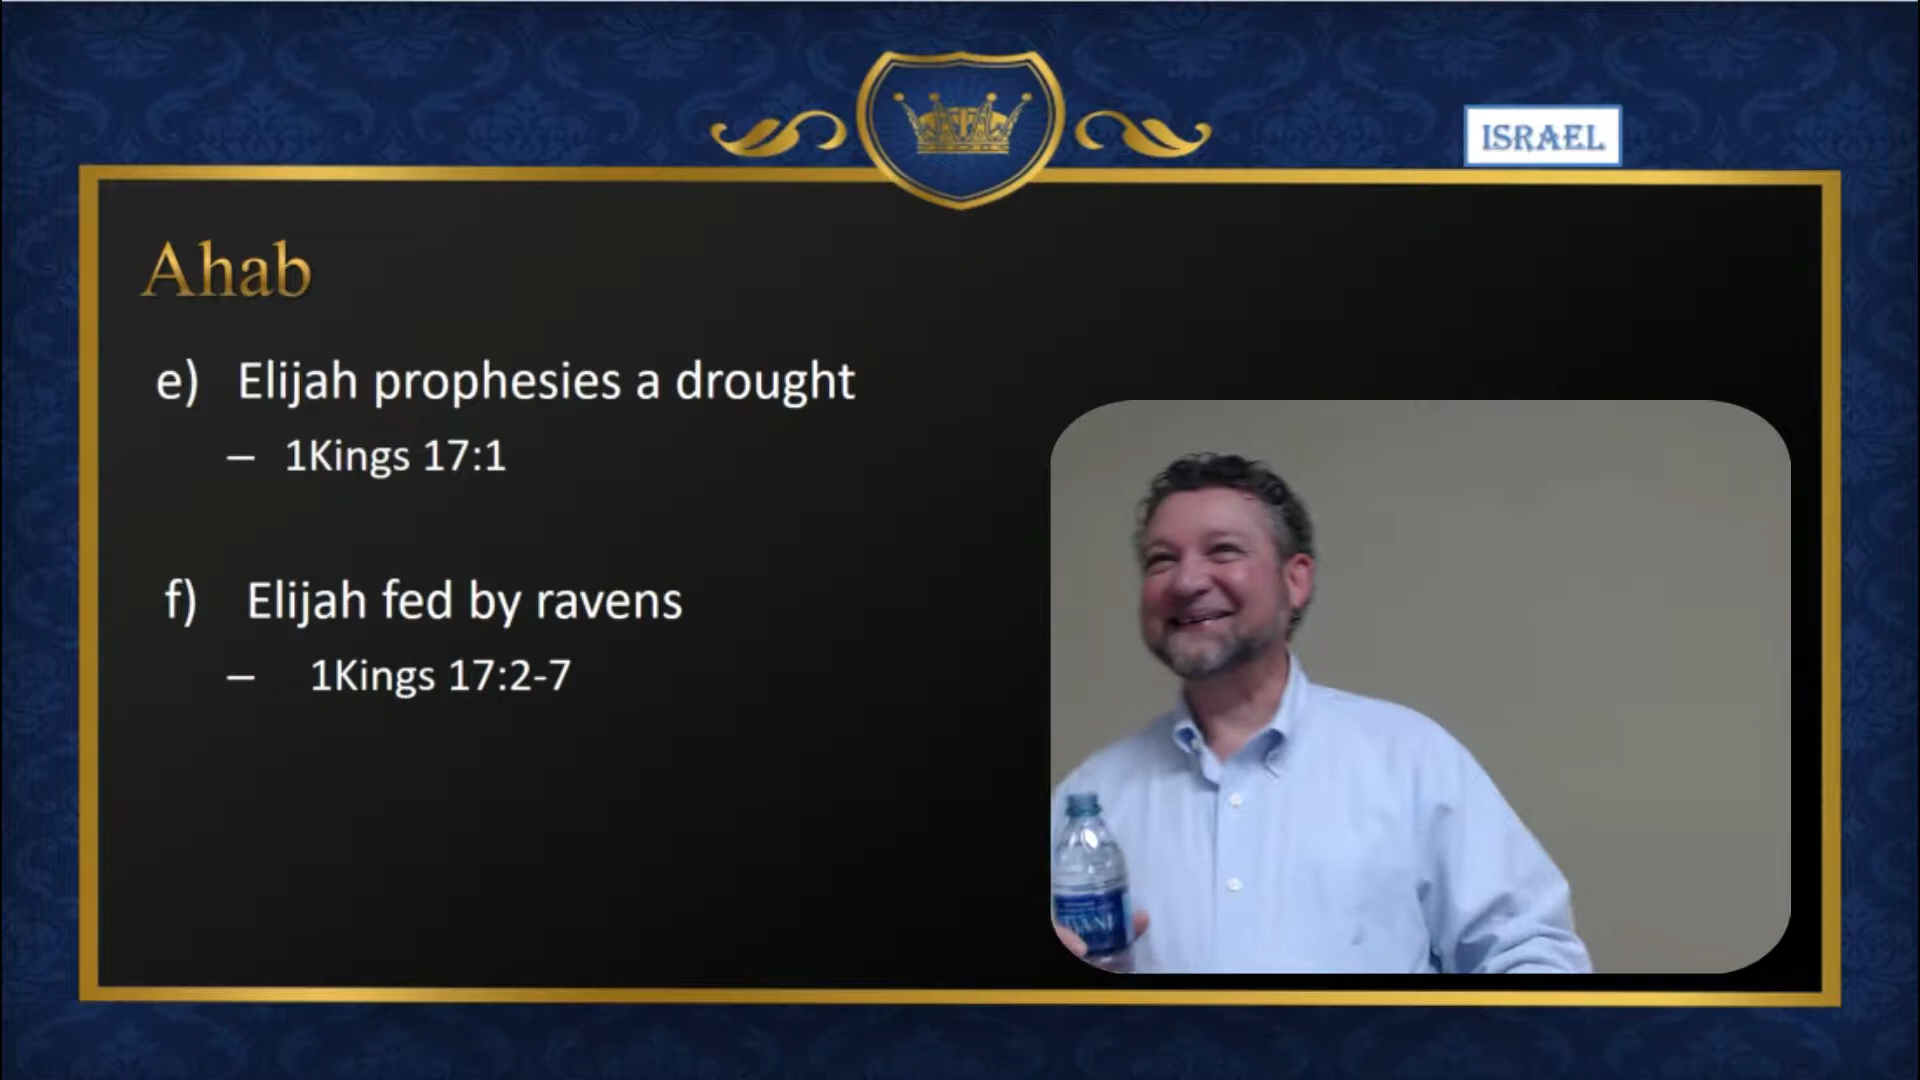 ISRAEL
Ahab
e) Elijah prophesies a drought
– 1Kings 17:1
f) Elijah fed by ravens
– 1Kings 17:2-7